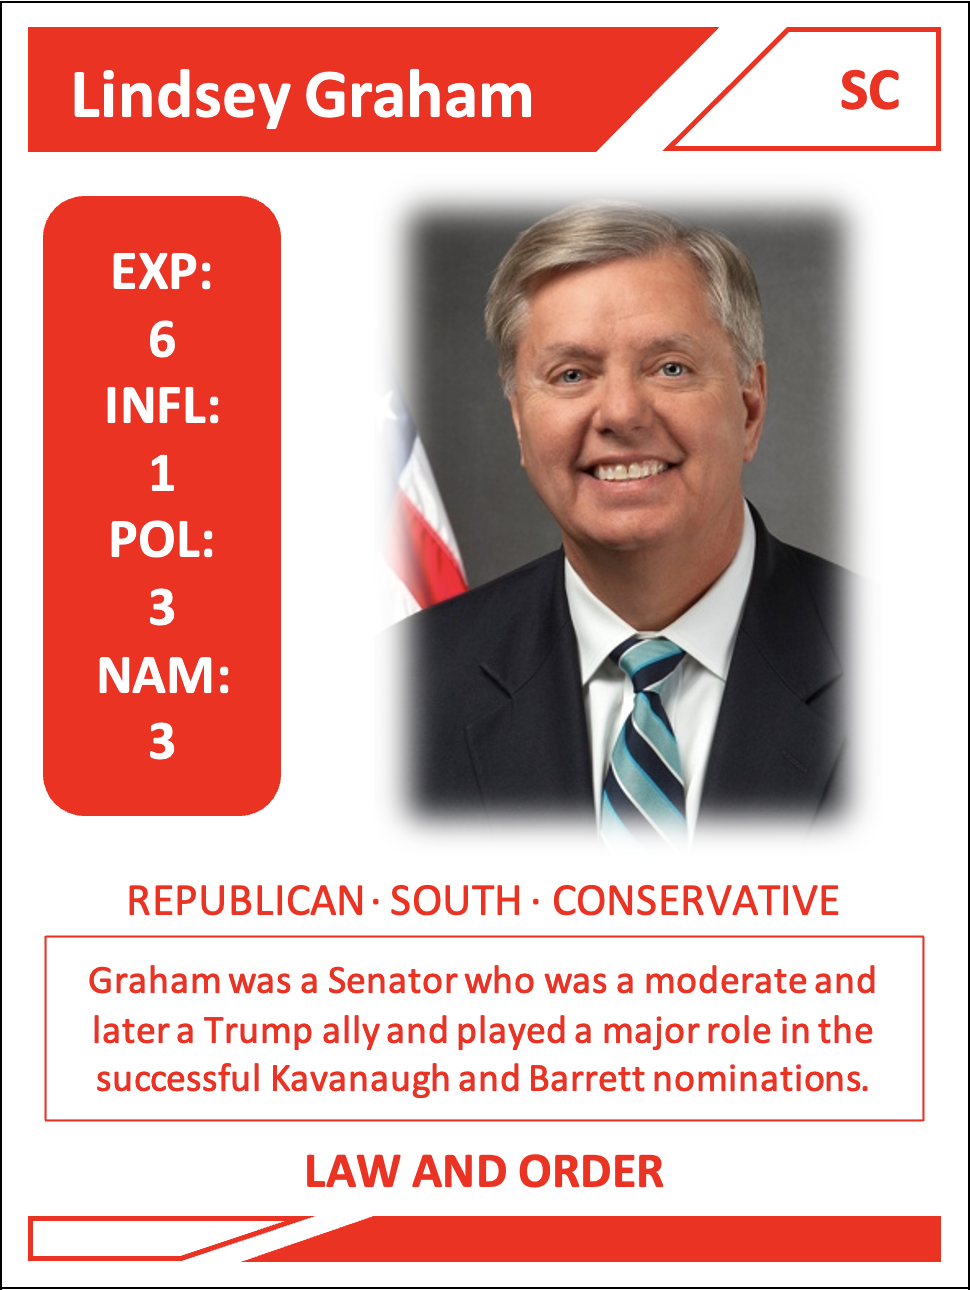 Lindsey Graham
SC
EXP:
6
INFL:
1
POL:
3
NAM:
3
REPUBLICAN · SOUTH · CONSERVATIVE
Graham was a Senator who was a moderate and
later a Trump ally and played a major role in the
successful Kavanaugh and Barrett nominations.
LAW AND ORDER